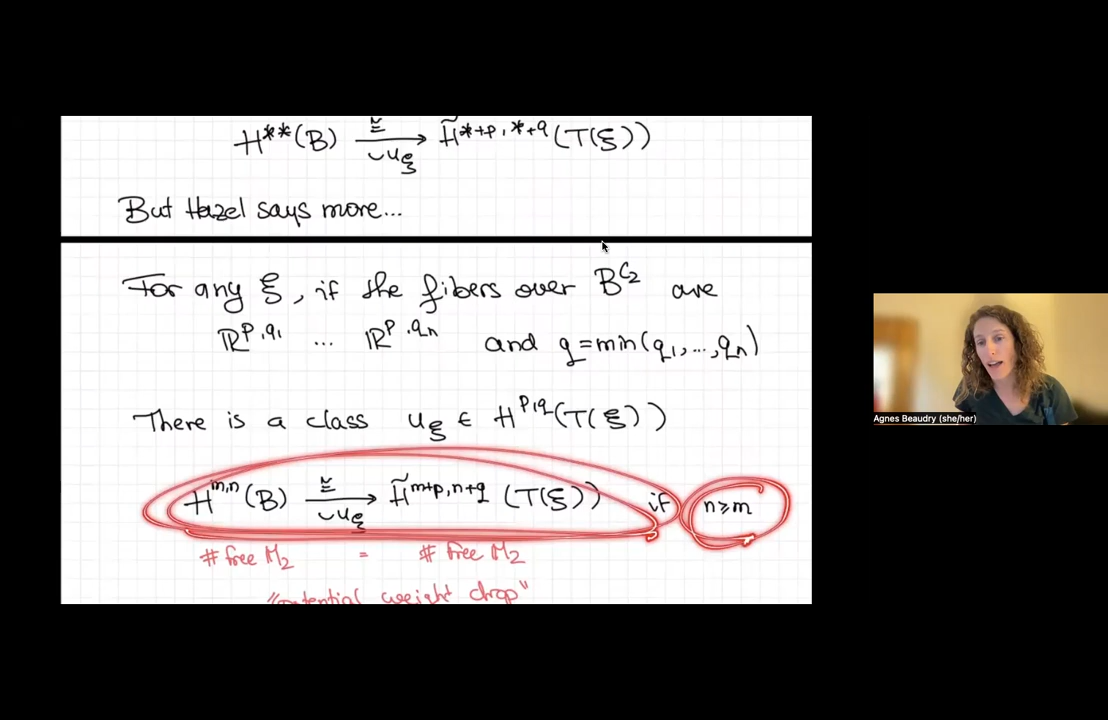 H**(B) ≅→ ∪u_ξ H̃*+p,*+q(T(ξ))
But Hazel says more...
For any ξ, if the fibers over B^C₂ are
ℝ^p,q₁ ... ℝ^p,qₙ and q=min(q₁,...,qₙ)
There is a class u_ξ ∈ H^p,q(T(ξ))
H^m,n(B) ≅→ ∪u_ξ H̃^m+p,n+q (T(ξ)) if n≥m
# free M₂ = # free M₂
"potential weight drop"
Agnes Beaudry (she/her)